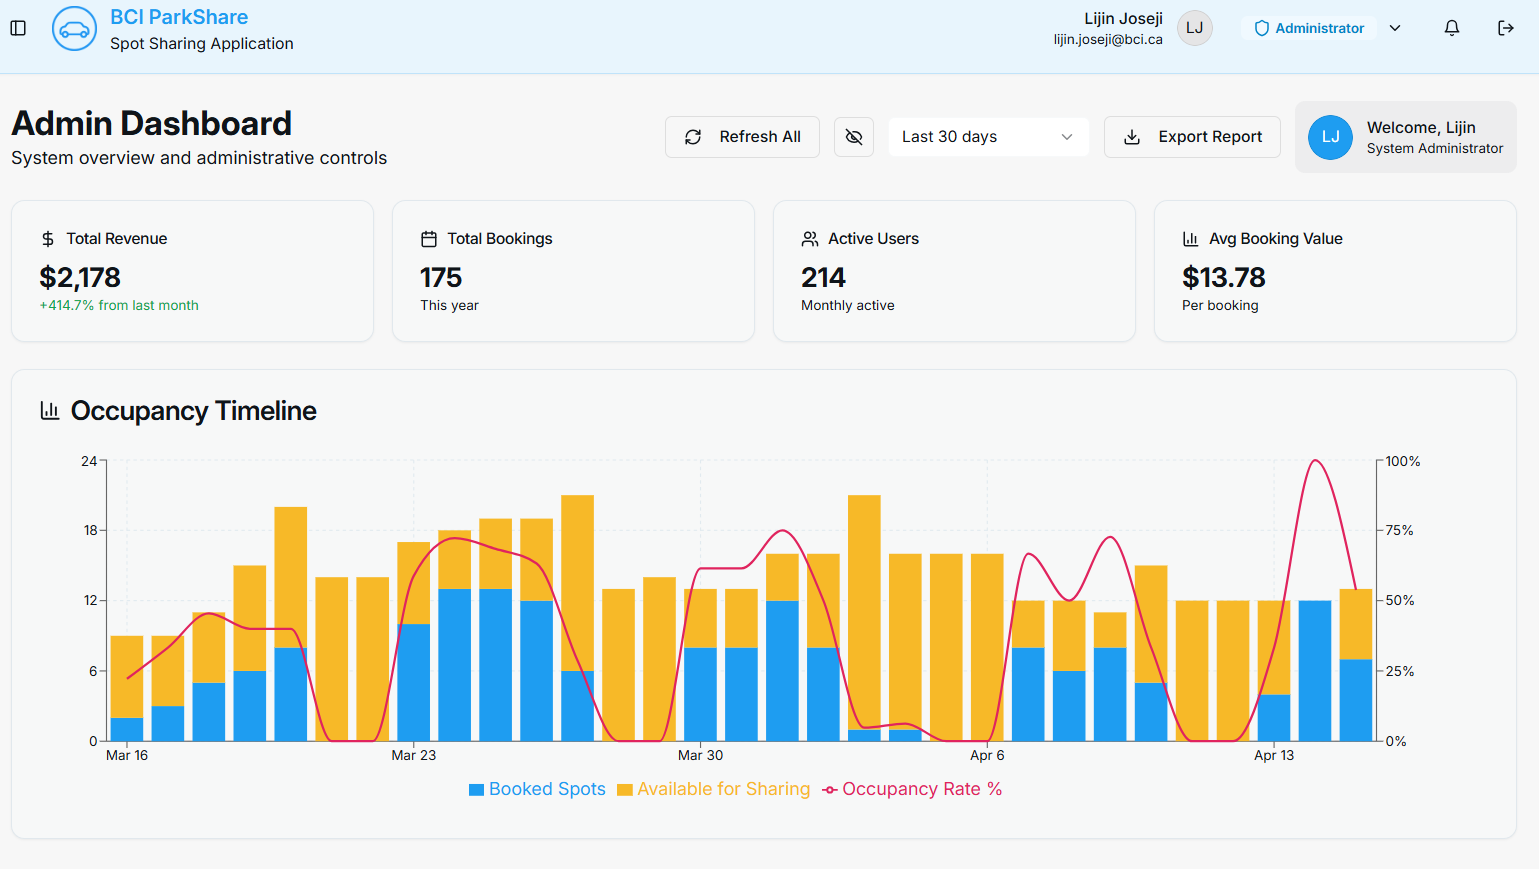 BCI ParkShare
Spot Sharing Application
Lijin Joseji
lijin.joseji@bci.ca
LJ
Administrator
Admin Dashboard
System overview and administrative controls
Refresh All
Last 30 days
Export Report
LJ
Welcome, Lijin
System Administrator
Total Revenue
$2,178
+414.7% from last month
Total Bookings
175
This year
Active Users
214
Monthly active
Avg Booking Value
$13.78
Per booking
Occupancy Timeline
24
18
12
6
0
100%
75%
50%
25%
0%
Mar 16
Mar 23
Mar 30
Apr 6
Apr 13
Booked Spots
Available for Sharing
Occupancy Rate %